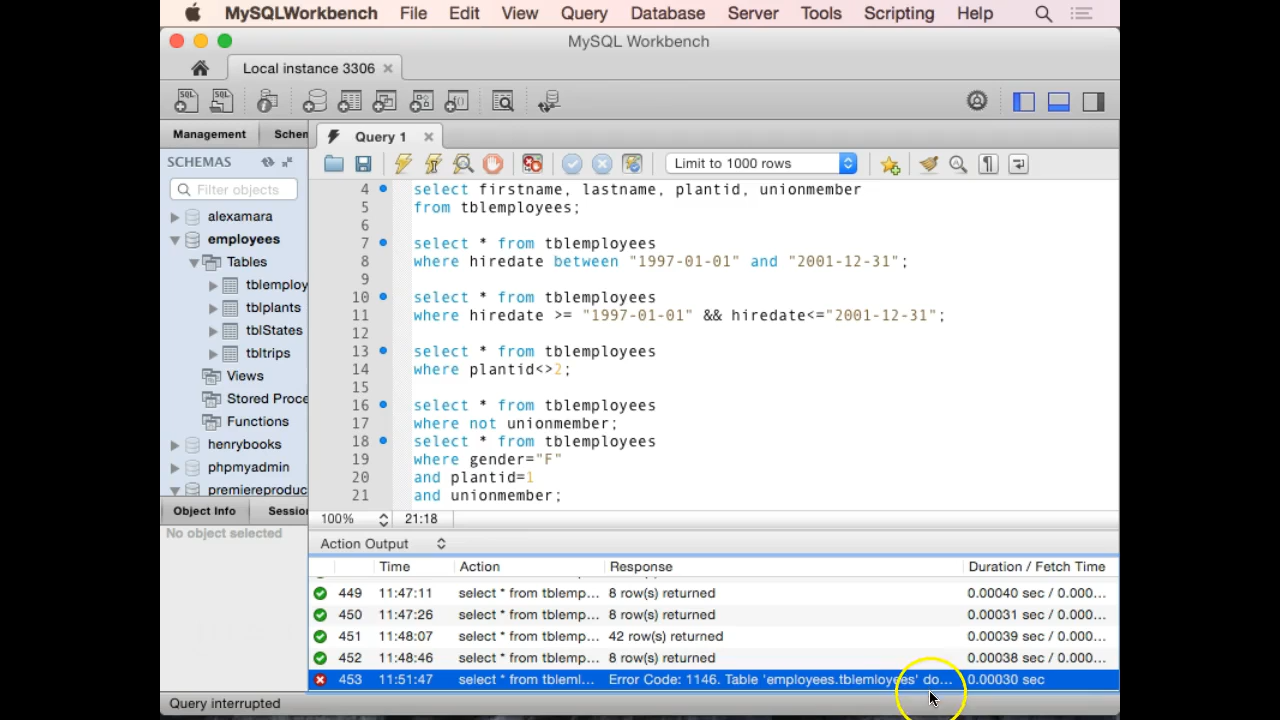 MySQLWorkbench File Edit View Query Database Server Tools Scripting Help
MySQL Workbench
Local instance 3306
Management Schen
Query 1
SCHEMAS
Limit to 1000 rows
Filter objects
alexamara
employees
Tables
tblemploy
tblplants
tblStates
tbltrips
Views
Stored Proce
Functions
henrybooks
phpmyadmin
premiereproduc
4 select firstname, lastname, plantid, unionmember
5 from tblemployees;
6
7 select * from tblemployees
8 where hiredate between "1997-01-01" and "2001-12-31";
9
10 select * from tblemployees
11 where hiredate >= "1997-01-01" && hiredate<="2001-12-31";
12
13 select * from tblemployees
14 where plantid<>2;
15
16 select * from tblemployees
17 where not unionmember;
18 select * from tblemployees
19 where gender="F"
20 and plantid=1
21 and unionmember;
Object Info Session
100% 21:18
No object selected
Action Output
Time Action Response Duration / Fetch Time
449 11:47:11 select * from tblemp... 8 row(s) returned 0.00040 sec / 0.000...
450 11:47:26 select * from tblemp... 8 row(s) returned 0.00031 sec / 0.000...
451 11:48:07 select * from tblemp... 42 row(s) returned 0.00039 sec / 0.000...
452 11:48:46 select * from tblemp... 8 row(s) returned 0.00038 sec / 0.000...
453 11:51:47 select * from tbleml... Error Code: 1146. Table 'employees.tblemloyees' do... 0.00030 sec
Query interrupted